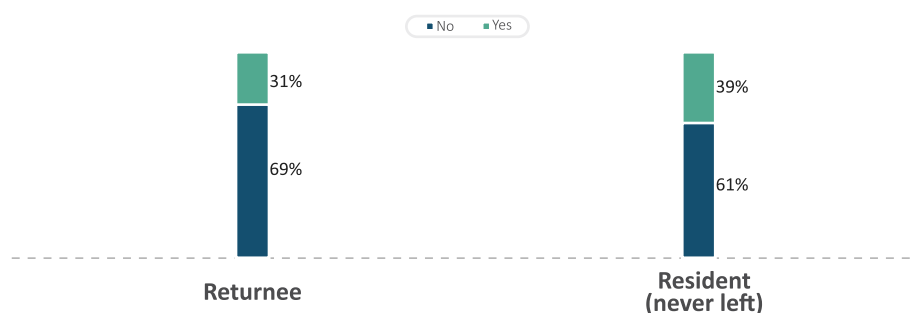 No Yes
31%
69%
Returnee
39%
61%
Resident
(never left)